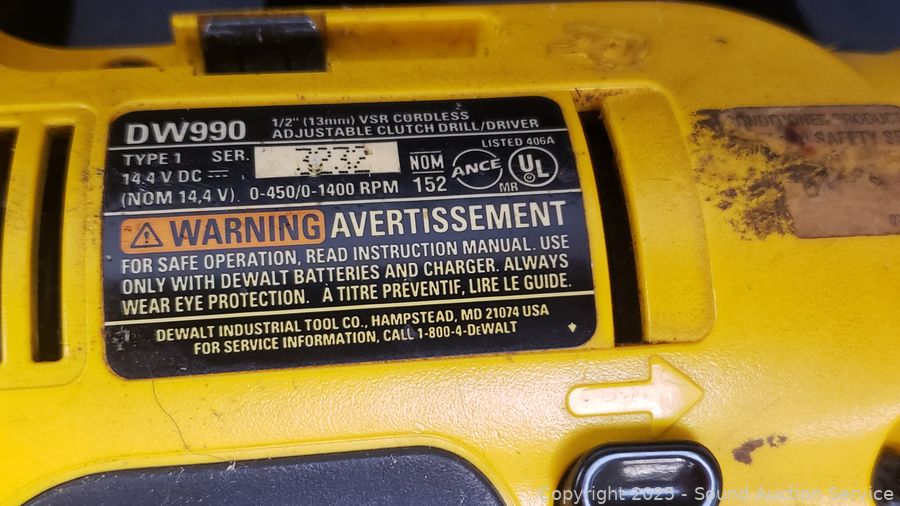 DW990
1/2" (13mm) VSR CORDLESS
ADJUSTABLE CLUTCH DRILL/DRIVER
LISTED 406A
TYPE 1 SER. 3232
NOM
152
ANCE
UL
MR
14.4 V DC ⎓
(NOM 14,4 V). 0-450/0-1400 RPM
⚠ WARNING AVERTISSEMENT
FOR SAFE OPERATION, READ INSTRUCTION MANUAL. USE
ONLY WITH DEWALT BATTERIES AND CHARGER. ALWAYS
WEAR EYE PROTECTION. À TITRE PRÉVENTIF, LIRE LE GUIDE.
DEWALT INDUSTRIAL TOOL CO., HAMPSTEAD, MD 21074 USA
FOR SERVICE INFORMATION, CALL 1-800-4-DeWALT
SAFETY
Copyright 2025 - Sound Auction Service